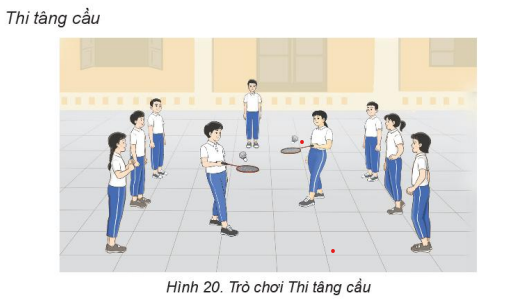 Thi tâng cầu
Hình 20. Trò chơi Thi tâng cầu